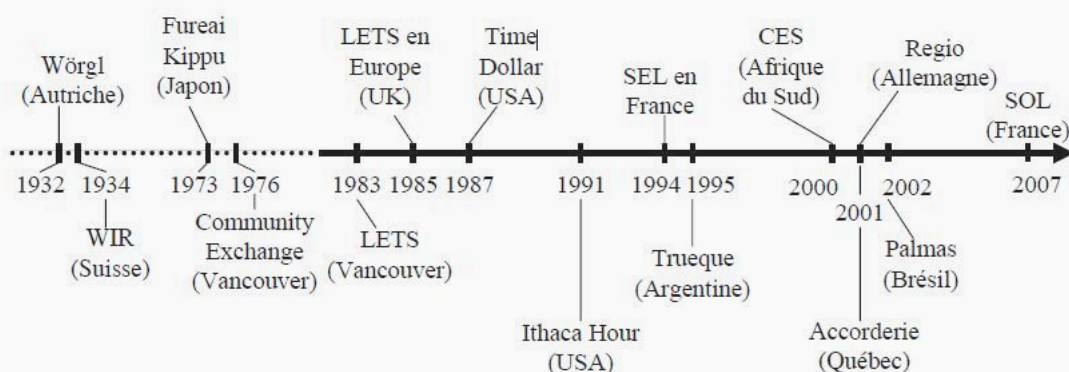 Wörgl
(Autriche)
Fureai
Kippu
(Japon)
LETS en
Europe
(UK)
Time
Dollar
(USA)
SEL en
France
CES
(Afrique
du Sud)
Regio
(Allemagne)
SOL
(France)
1932
1934
1973
1976
1983
1985
1987
1991
1994
1995
2000
2001
2002
2007
WIR
(Suisse)
Community
Exchange
(Vancouver)
LETS
(Vancouver)
Ithaca Hour
(USA)
Trueque
(Argentine)
Accorderie
(Québec)
Palmas
(Brésil)